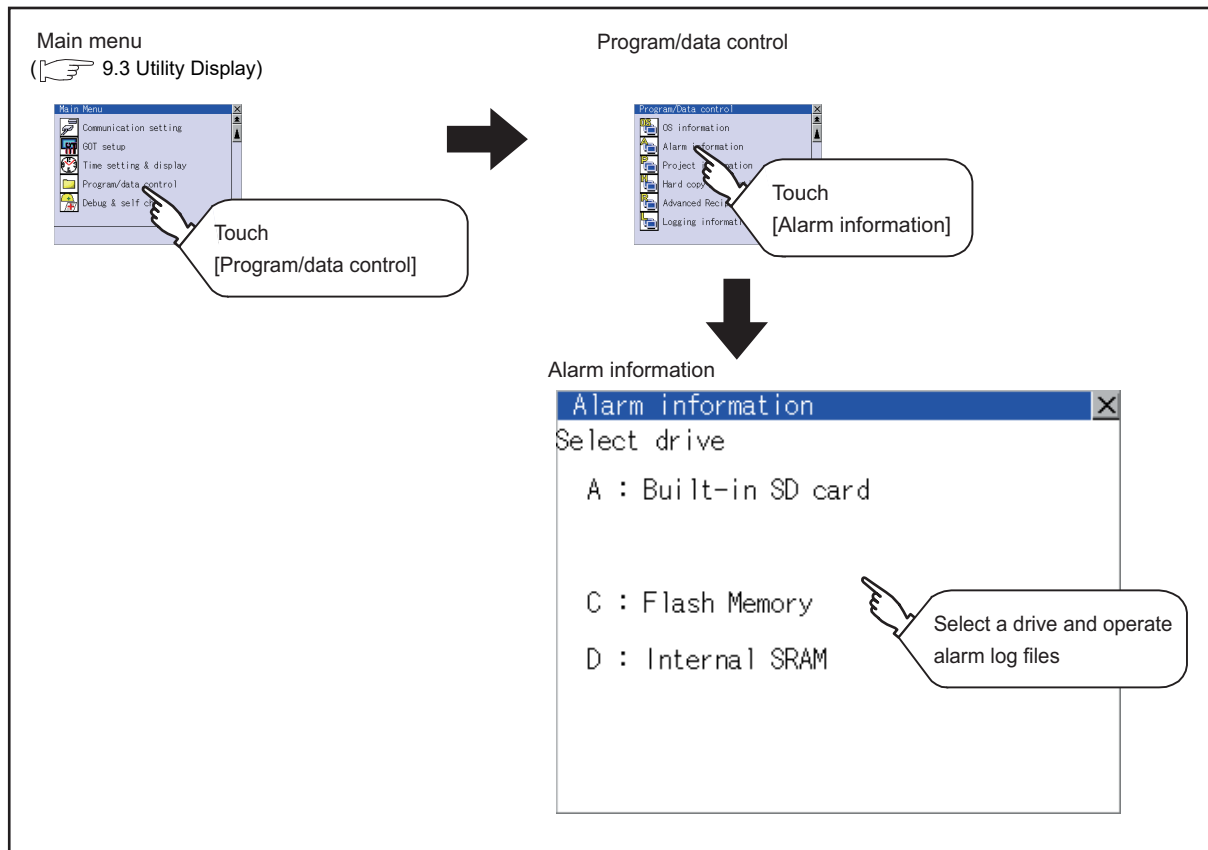 Main menu
( 9.3 Utility Display)
Main Menu
Communication setting
GOT setup
Time setting & display
Program/data control
Debug & self
Touch
[Program/data control]
Program/data control
Program/Data control
OS information
Alarm information
Project
Hard copy
Advanced
Logging
Touch
[Alarm information]
Alarm information
Alarm information
Select drive
A : Built-in SD card
C : Flash Memory
D : Internal SRAM
Select a drive and operate
alarm log files